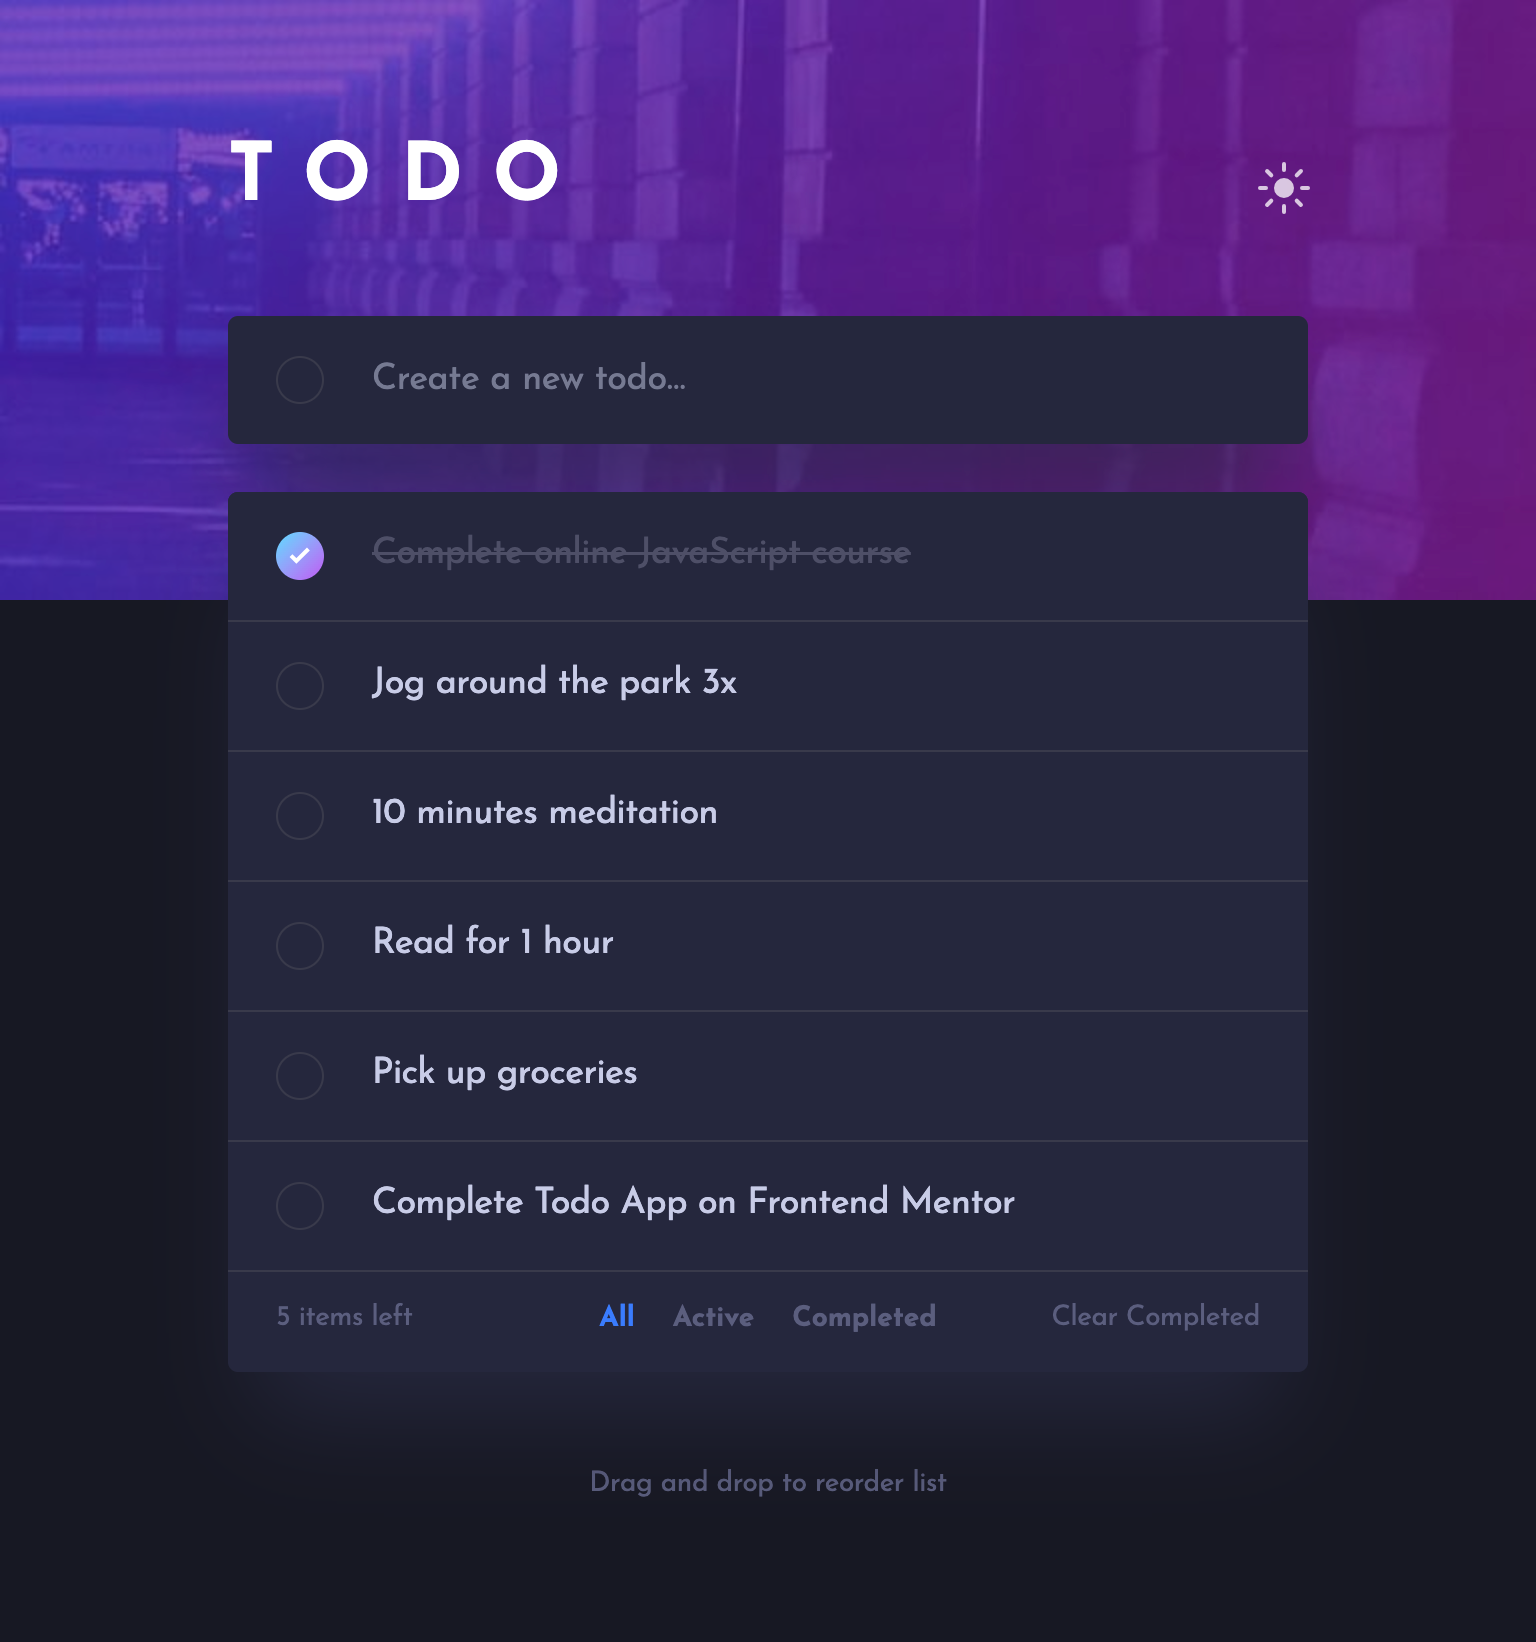 TODO
Create a new todo...
Complete online JavaScript course
Jog around the park 3x
10 minutes meditation
Read for 1 hour
Pick up groceries
Complete Todo App on Frontend Mentor
5 items left All Active Completed Clear Completed
Drag and drop to reorder list